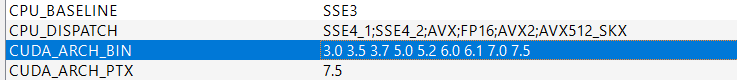 CPU_BASELINE SSE3
CPU_DISPATCH SSE4_1;SSE4_2;AVX;FP16;AVX2;AVX512_SKX
CUDA_ARCH_BIN 3.0 3.5 3.7 5.0 5.2 6.0 6.1 7.0 7.5
CUDA_ARCH_PTX 7.5